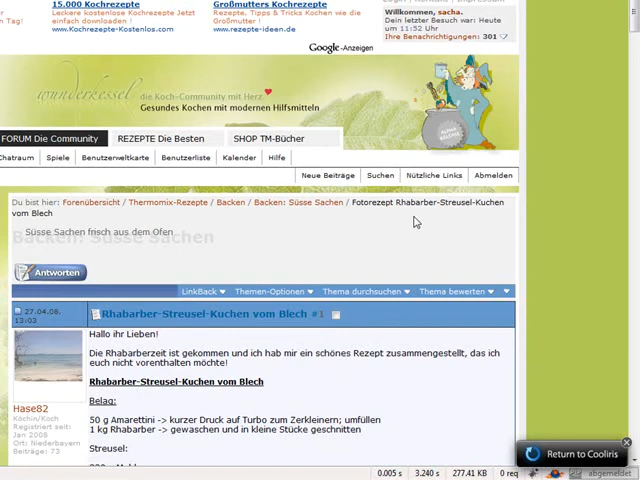 15.000 Kochrezepte
Leckere kostenlose Kochrezepte Jetzt
einfach downloaden !
www.Kochrezepte-Kostenlos.com
Großmutters Kochrezepte
Rezepte, Tipps & Tricks Kochen wie die
Großmutter !
www.rezepte-ideen.de
Willkommen, sacha.
Dein letzter Besuch war: Heute
um 11:52 Uhr
Ihre Benachrichtigungen: 301
Google-Anzeigen
wunderkessel die Koch-Community mit Herz
Gesundes Kochen mit modernen Hilfsmitteln
FORUM Die Community
REZEPTE Die Besten
SHOP TM-Bücher
Chatraum
Spiele
Benutzerweltkarte
Benutzerliste
Kalender
Hilfe
Neue Beiträge
Suchen
Nützliche Links
Abmelden
Du bist hier: Forenübersicht / Thermomix-Rezepte / Backen / Backen: Süsse Sachen / Fotorezept Rhabarber-Streusel-Kuchen
vom Blech
Süsse Sachen frisch aus dem Ofen
Backen: Süsse Sachen
Antworten
LinkBack
Themen-Optionen
Thema durchsuchen
Thema bewerten
27.04.08,
13:03
Rhabarber-Streusel-Kuchen vom Blech #1
Hallo ihr Lieben!
Die Rhabarberzeit ist gekommen und ich hab mir ein schönes Rezept zusammengestellt, das ich
euch nicht vorenthalten möchte!
Rhabarber-Streusel-Kuchen vom Blech
Belag:
50 g Amarettini -> kurzer Druck auf Turbo zum Zerkleinern; umfüllen
1 kg Rhabarber -> gewaschen und in kleine Stücke geschnitten
Streusel:
Hase82
Köchin/Koch
Registriert seit:
Jan 2008
Ort: Niederbayern
Beiträge: 73
Return to Cooliris
0.005 s
3.240 s
277.41 KB
0 req
abgemeldet